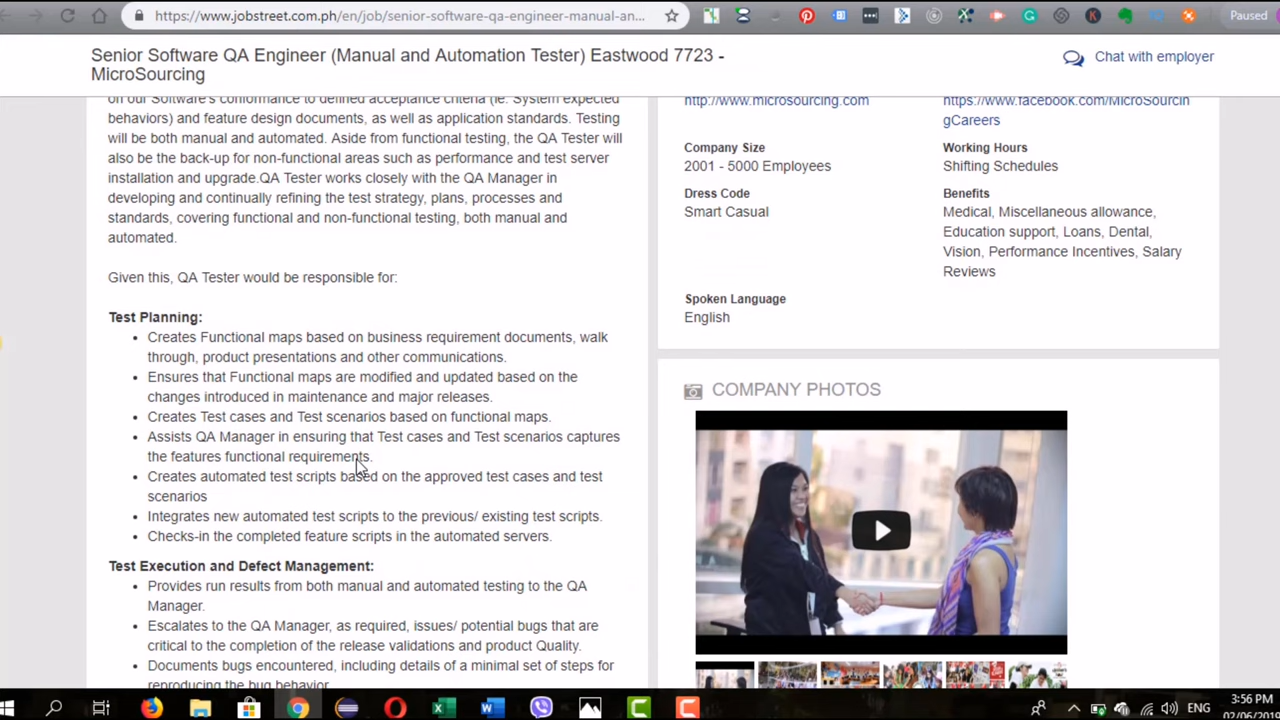 https://www.jobstreet.com.ph/en/job/senior-software-qa-engineer-manual-an...
Paused
Senior Software QA Engineer (Manual and Automation Tester) Eastwood 7723 -
MicroSourcing
Chat with employer
on our Software's conformance to defined acceptance criteria (ie. System expected
behaviors) and feature design documents, as well as application standards. Testing
will be both manual and automated. Aside from functional testing, the QA Tester will
also be the back-up for non-functional areas such as performance and test server
installation and upgrade.QA Tester works closely with the QA Manager in
developing and continually refining the test strategy, plans, processes and
standards, covering functional and non-functional testing, both manual and
automated.
Given this, QA Tester would be responsible for:
Test Planning:
Creates Functional maps based on business requirement documents, walk
through, product presentations and other communications.
Ensures that Functional maps are modified and updated based on the
changes introduced in maintenance and major releases.
Creates Test cases and Test scenarios based on functional maps.
Assists QA Manager in ensuring that Test cases and Test scenarios captures
the features functional requirements.
Creates automated test scripts based on the approved test cases and test
scenarios
Integrates new automated test scripts to the previous/ existing test scripts.
Checks-in the completed feature scripts in the automated servers.
Test Execution and Defect Management:
Provides run results from both manual and automated testing to the QA
Manager.
Escalates to the QA Manager, as required, issues/ potential bugs that are
critical to the completion of the release validations and product Quality.
Documents bugs encountered, including details of a minimal set of steps for
reproducing the bug behavior
http://www.microsourcing.com
https://www.facebook.com/MicroSourcin
gCareers
Company Size
2001 - 5000 Employees
Working Hours
Shifting Schedules
Dress Code
Smart Casual
Benefits
Medical, Miscellaneous allowance,
Education support, Loans, Dental,
Vision, Performance Incentives, Salary
Reviews
Spoken Language
English
COMPANY PHOTOS
ENG
3:56 PM
02/06/2019